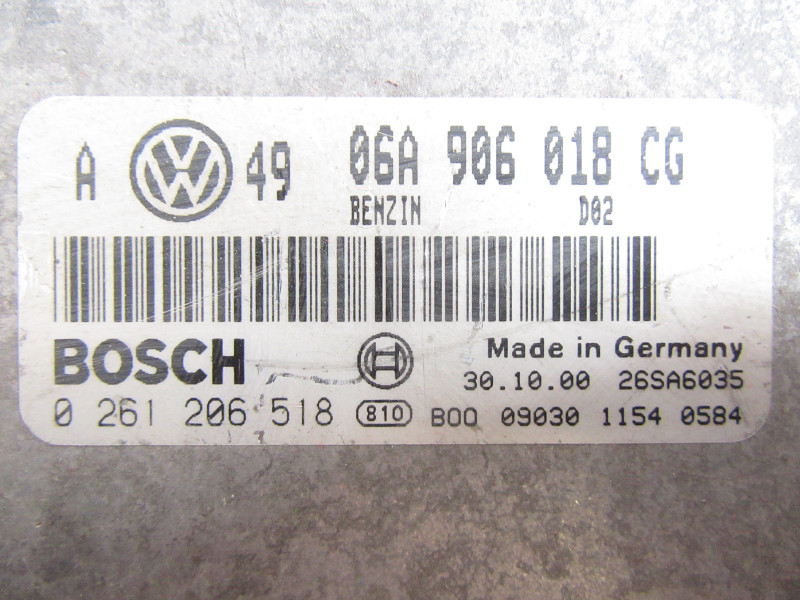 A VW 49 06A 906 018 CG
BENZIN D02
BOSCH Made in Germany
30.10.00 26SA6035
0 261 206 518 810 B00 09030 1154 0584